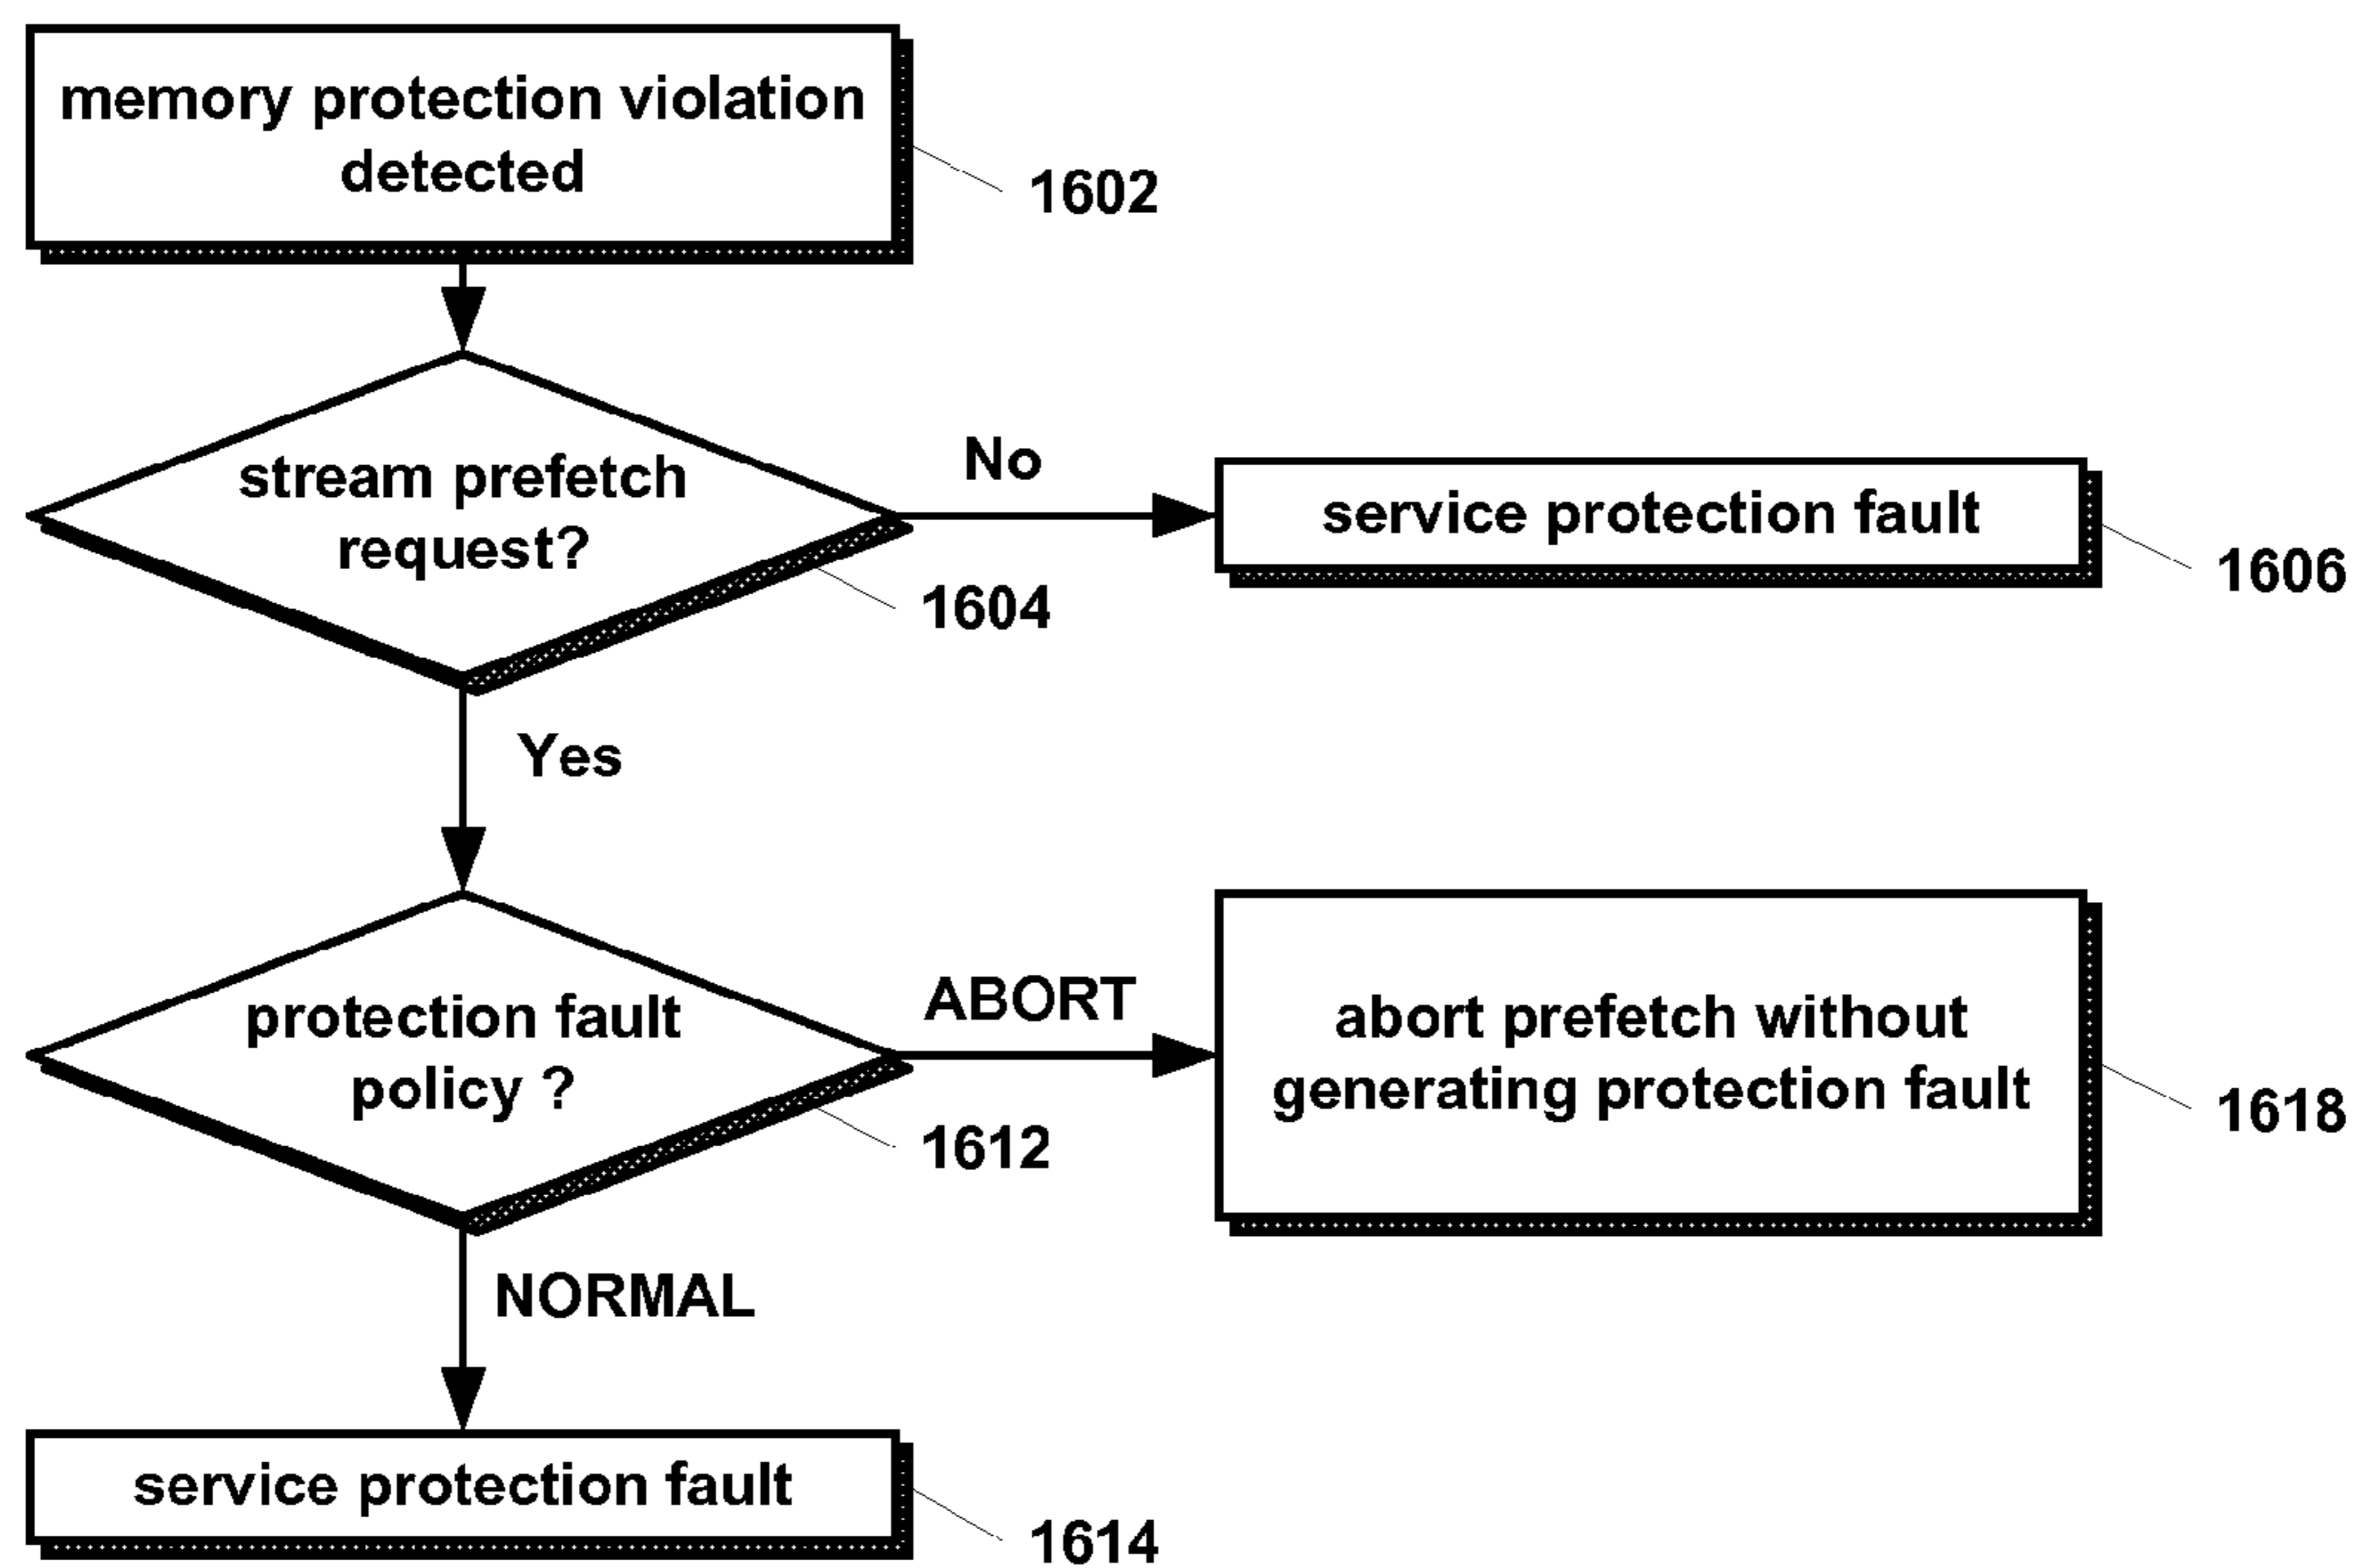 memory protection violation
detected
1602
stream prefetch
request?
No
service protection fault
1606
1604
Yes
protection fault
policy ?
ABORT
abort prefetch without
generating protection fault
1618
1612
NORMAL
service protection fault
1614